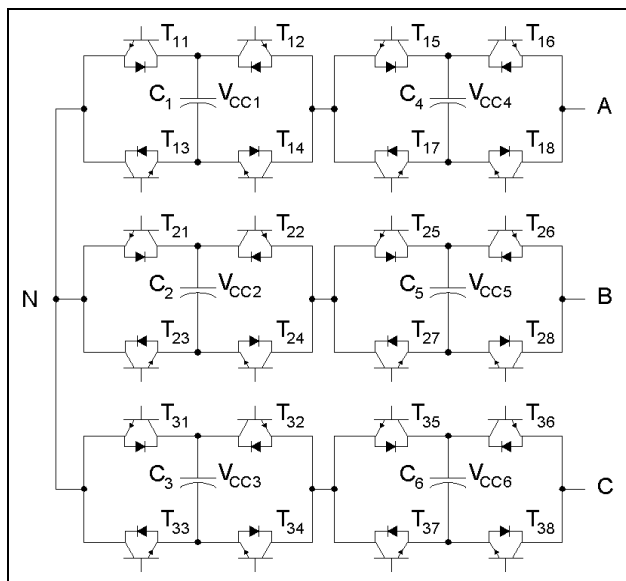 T11 T12 T15 T16
C1 VCC1 C4 VCC4 A
T13 T14 T17 T18
T21 T22 T25 T26
N C2 VCC2 C5 VCC5 B
T23 T24 T27 T28
T31 T32 T35 T36
C3 VCC3 C6 VCC6 C
T33 T34 T37 T38